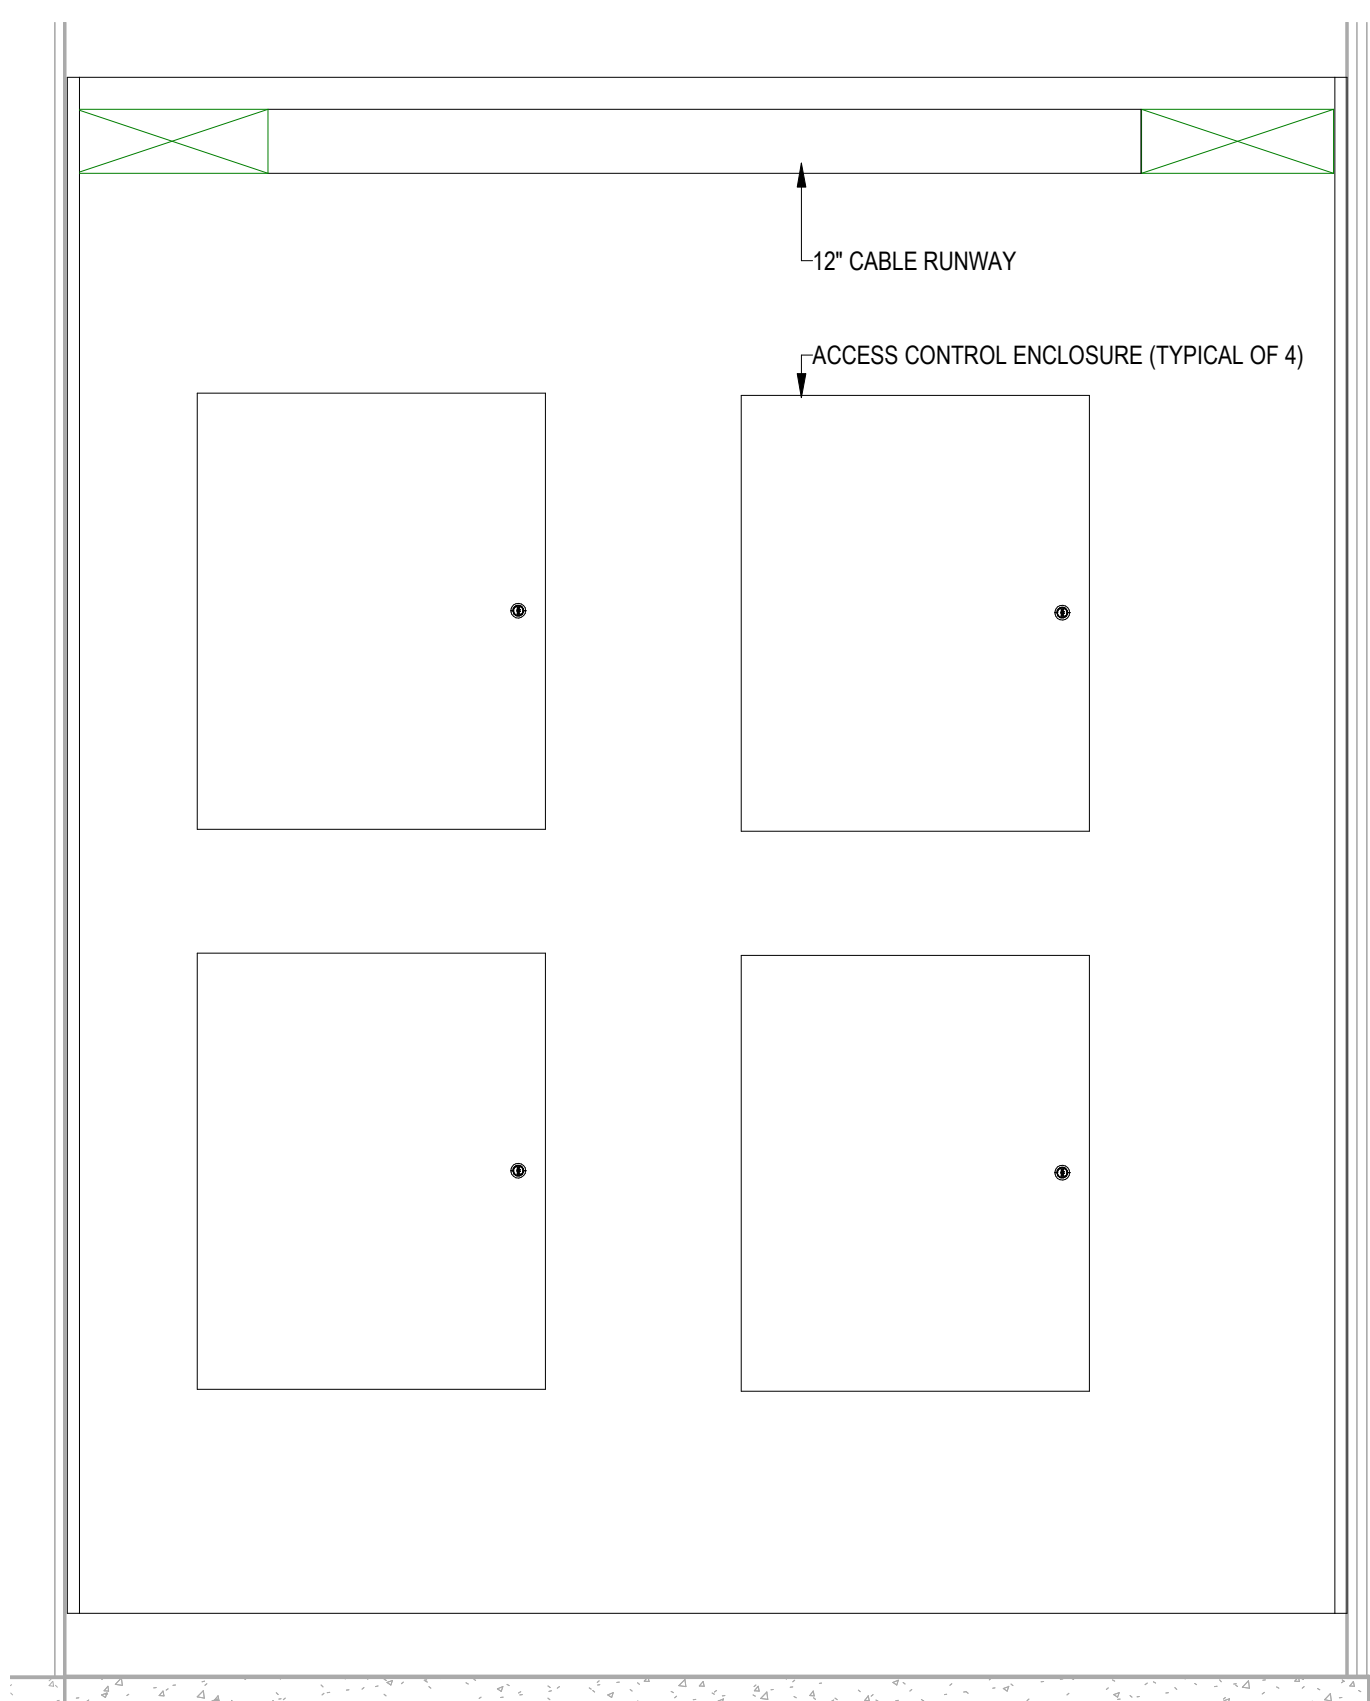 12" CABLE RUNWAY
ACCESS CONTROL ENCLOSURE (TYPICAL OF 4)